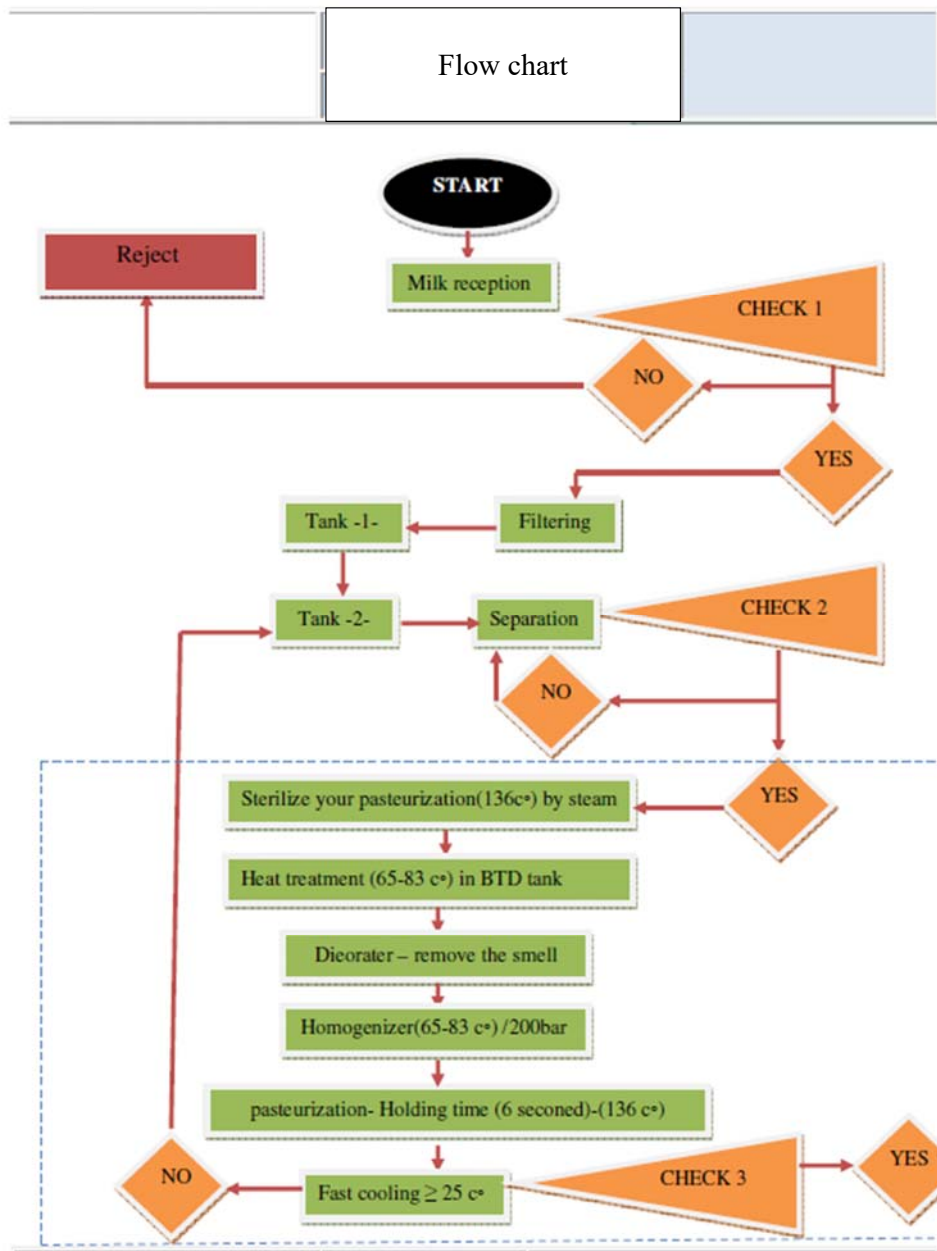 Flow chart
START
Reject
Milk reception
CHECK 1
NO
YES
Tank -1-
Filtering
Tank -2-
Separation
CHECK 2
NO
YES
Sterilize your pasteurization(136c°) by steam
Heat treatment (65-83 c°) in BTD tank
Dieorater – remove the smell
Homogenizer(65-83 c°) /200bar
pasteurization- Holding time (6 seconed)-(136 c°)
NO
Fast cooling ≥ 25 c°
CHECK 3
YES